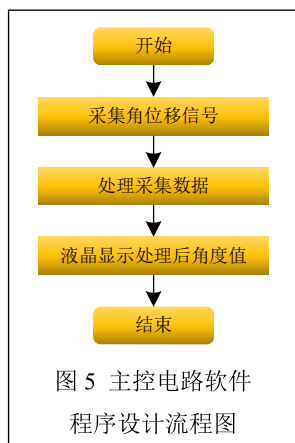 开始
采集角位移信号
处理采集数据
液晶显示处理后角度值
结束
图 5 主控电路软件
程序设计流程图